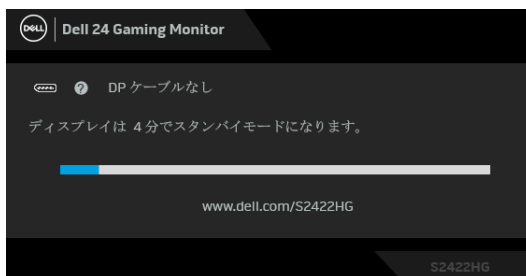 DELL Dell 24 Gaming Monitor
DP ケーブルなし
ディスプレイは 4 分でスタンバイモードになります。
www.dell.com/S2422HG
S2422HG